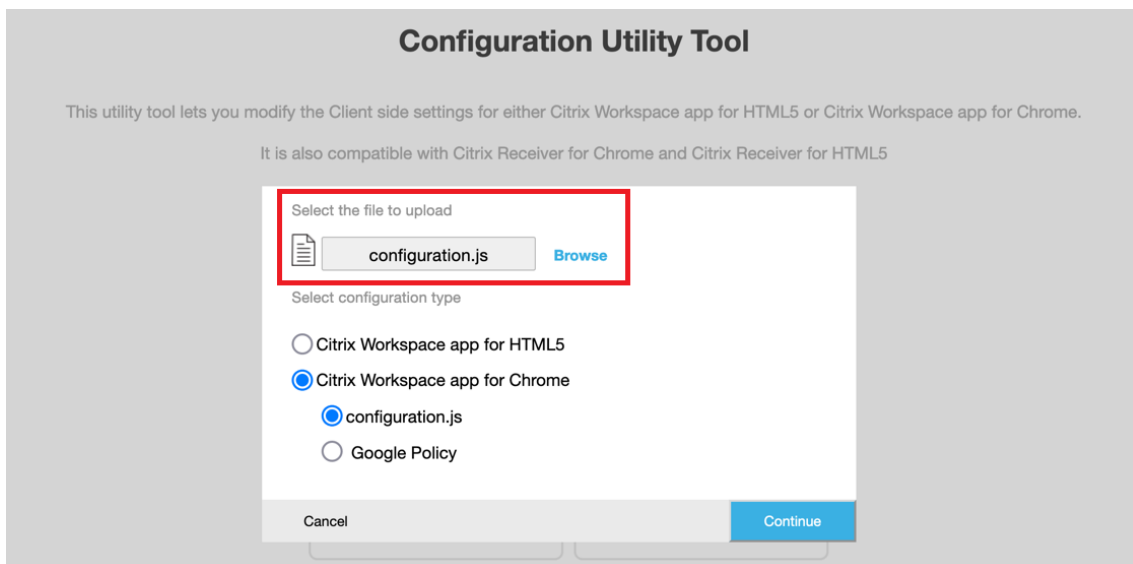 Configuration Utility Tool
This utility tool lets you modify the Client side settings for either Citrix Workspace app for HTML5 or Citrix Workspace app for Chrome.
It is also compatible with Citrix Receiver for Chrome and Citrix Receiver for HTML5
Select the file to upload
configuration.js Browse
Select configuration type
Citrix Workspace app for HTML5
Citrix Workspace app for Chrome
configuration.js
Google Policy
Cancel Continue